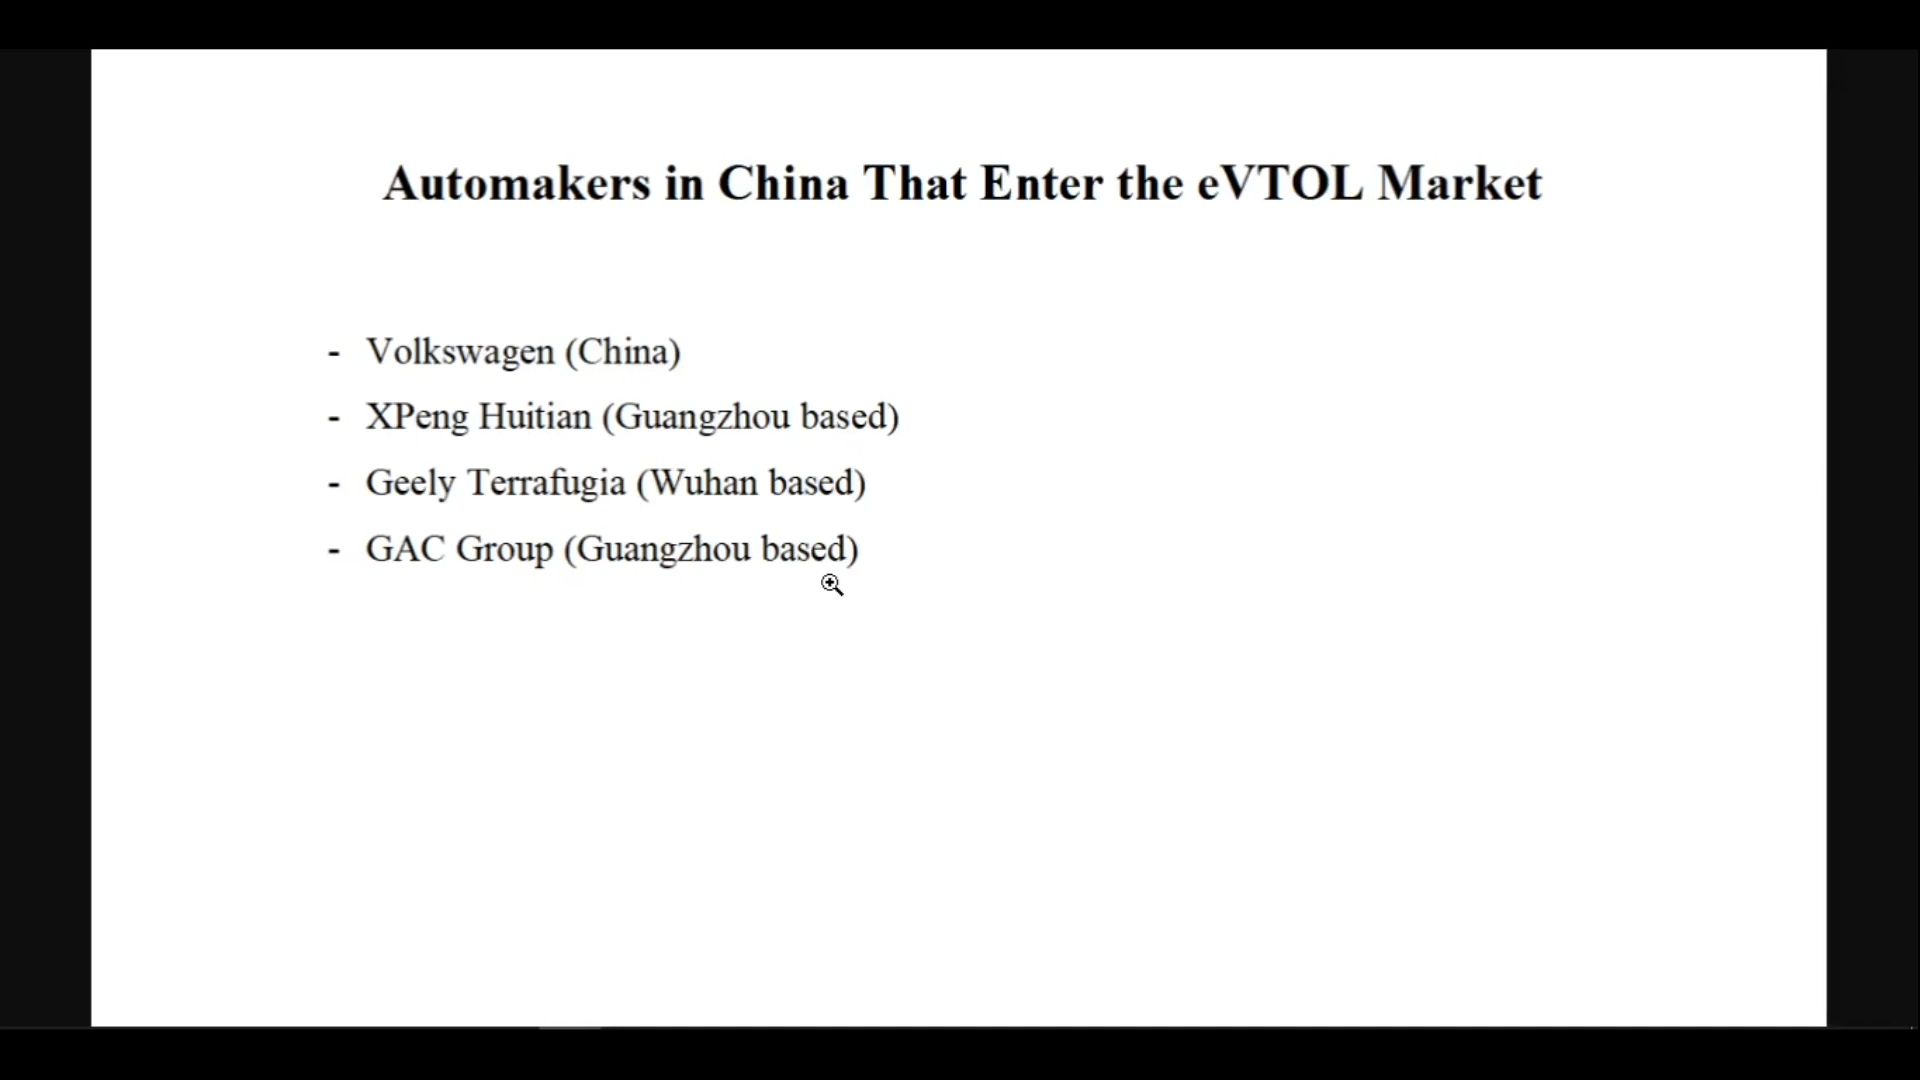 Automakers in China That Enter the eVTOL Market
- Volkswagen (China)
- XPeng Huitian (Guangzhou based)
- Geely Terrafugia (Wuhan based)
- GAC Group (Guangzhou based)